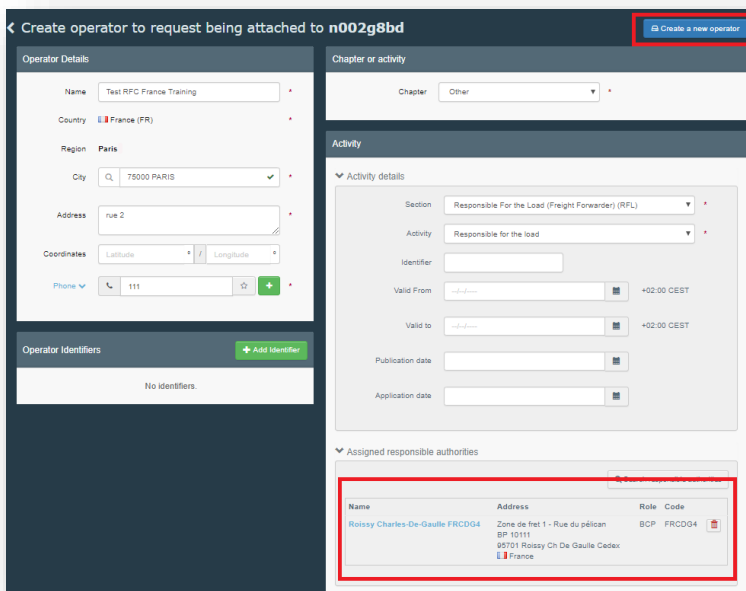 Create operator to request being attached to n002g8bd
Create a new operator
Operator Details
Name Test RFC France Training *
Country France (FR) *
Region Paris
City 75000 PARIS *
Address rue 2 *
Coordinates Latitude ° / Longitude °
Phone 111 *
Operator Identifiers
Add Identifier
No identifiers.
Chapter or activity
Chapter Other *
Activity
Activity details
Section Responsible For the Load (Freight Forwarder) (RFL) *
Activity Responsible for the load *
Identifier
Valid From --/--/---- +02:00 CEST
Valid to --/--/---- +02:00 CEST
Publication date
Application date
Assigned responsible authorities
Search responsible authorities
Name Address Role Code
Roissy Charles-De-Gaulle FRCDG4 Zone de fret 1 - Rue du pélican BCP FRCDG4
BP 10111
95701 Roissy Ch De Gaulle Cedex
France